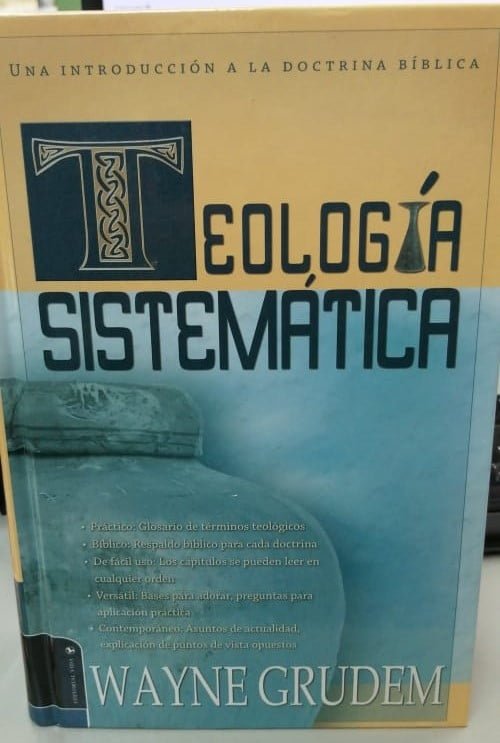 UNA INTRODUCCIÓN A LA DOCTRINA BÍBLICA
TEOLOGÍA
SISTEMÁTICA
• Práctico: Glosario de términos teológicos
• Bíblico: Respaldo bíblico para cada doctrina
• De fácil uso: Los capítulos se pueden leer en
cualquier orden
• Versátil: Bases para adorar, preguntas para
aplicación práctica
• Contemporáneo: Asuntos de actualidad,
explicación de puntos de vista opuestos
WAYNE GRUDEM